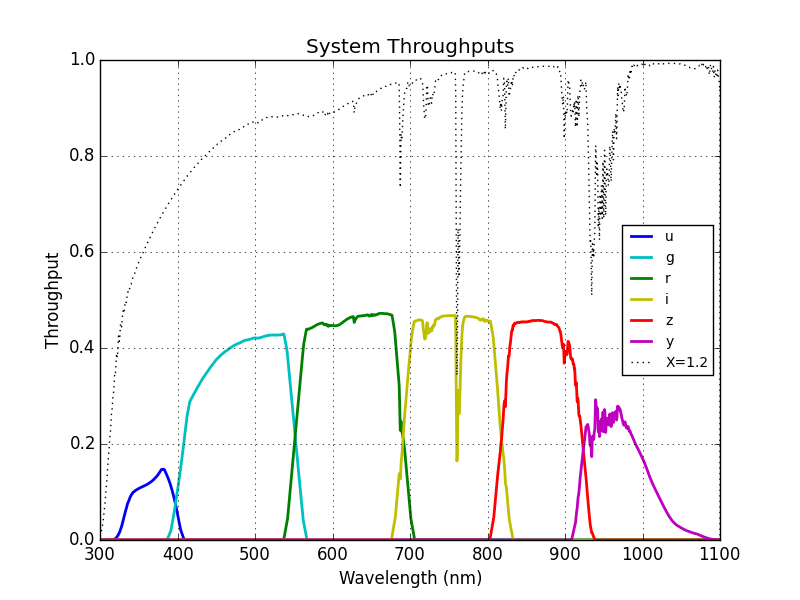 System Throughputs
1.0
0.8
0.6
0.4
0.2
0.0
Throughput
u
g
r
i
z
y
X=1.2
300 400 500 600 700 800 900 1000 1100
Wavelength (nm)